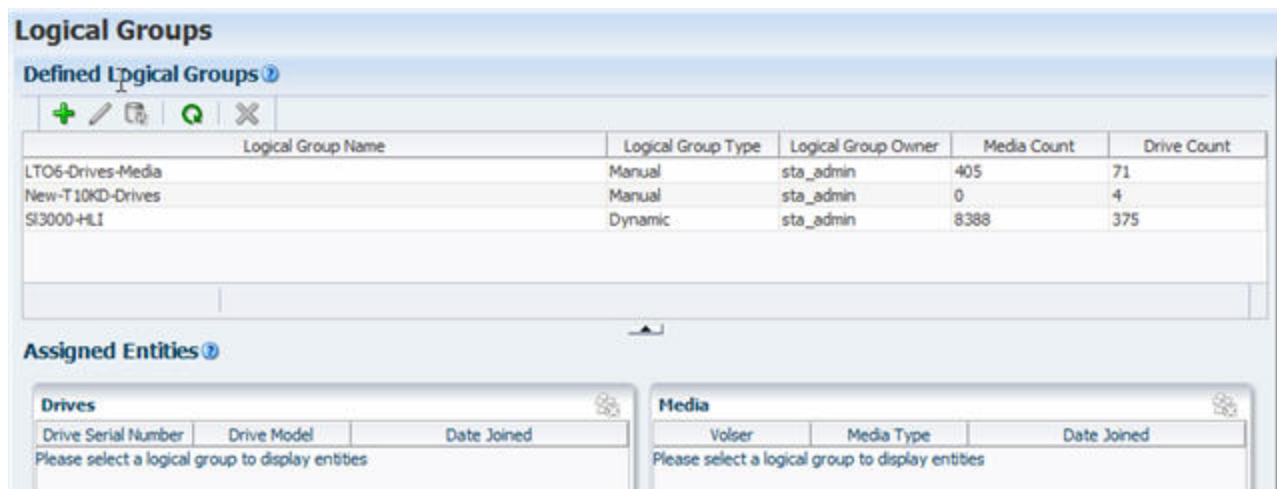 Logical Groups
Defined Logical Groups
Logical Group Name Logical Group Type Logical Group Owner Media Count Drive Count
LTO6-Drives-Media Manual sta_admin 405 71
New-T10KD-Drives Manual sta_admin 0 4
Sl3000-HLI Dynamic sta_admin 8388 375
Assigned Entities
Drives
Drive Serial Number Drive Model Date Joined
Please select a logical group to display entities
Media
Volser Media Type Date Joined
Please select a logical group to display entities